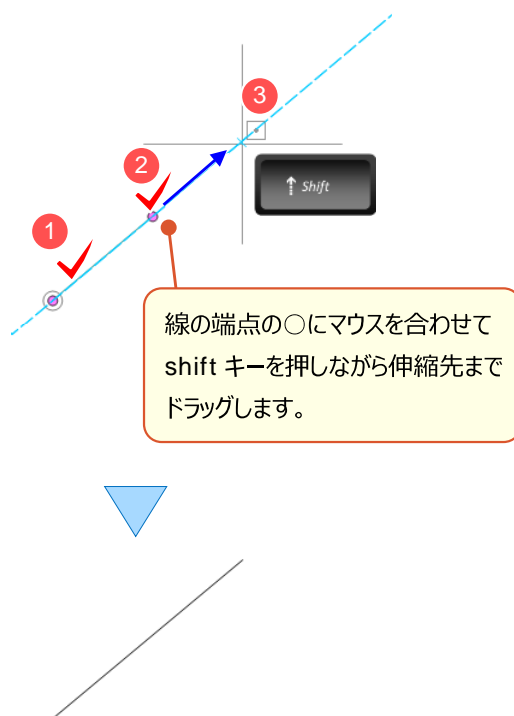 3
2
Shift
1
線の端点の○にマウスを合わせて
shift キーを押しながら伸縮先まで
ドラッグします。